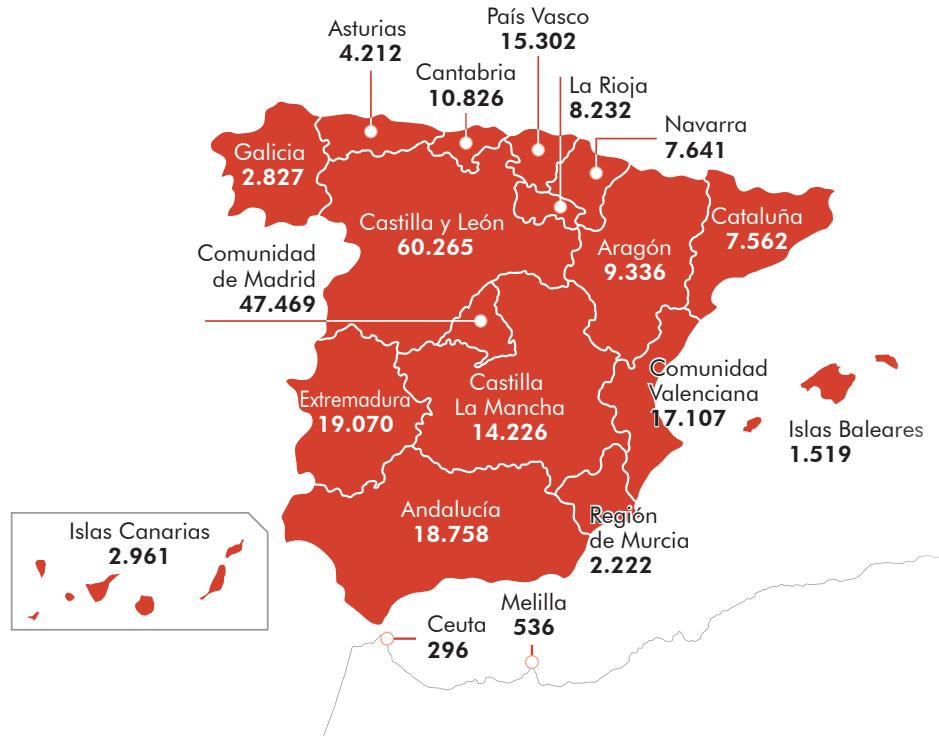 Asturias
4.212
País Vasco
15.302
Cantabria
10.826
La Rioja
8.232
Navarra
7.641
Galicia
2.827
Castilla y León
60.265
Cataluña
7.562
Aragón
9.336
Comunidad
de Madrid
47.469
Comunidad
Valenciana
17.107
Extremadura
19.070
Castilla
La Mancha
14.226
Islas Baleares
1.519
Andalucía
18.758
Región
de Murcia
2.222
Islas Canarias
2.961
Melilla
536
Ceuta
296